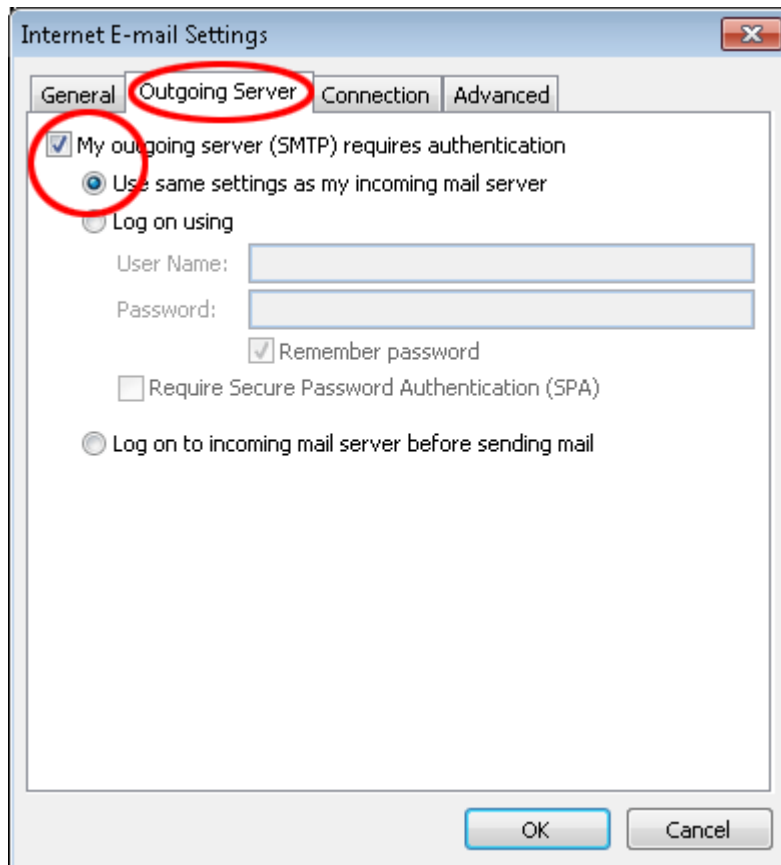 Internet E-mail Settings
General Outgoing Server Connection Advanced
My outgoing server (SMTP) requires authentication
Use same settings as my incoming mail server
Log on using
User Name:
Password:
Remember password
Require Secure Password Authentication (SPA)
Log on to incoming mail server before sending mail
OK Cancel